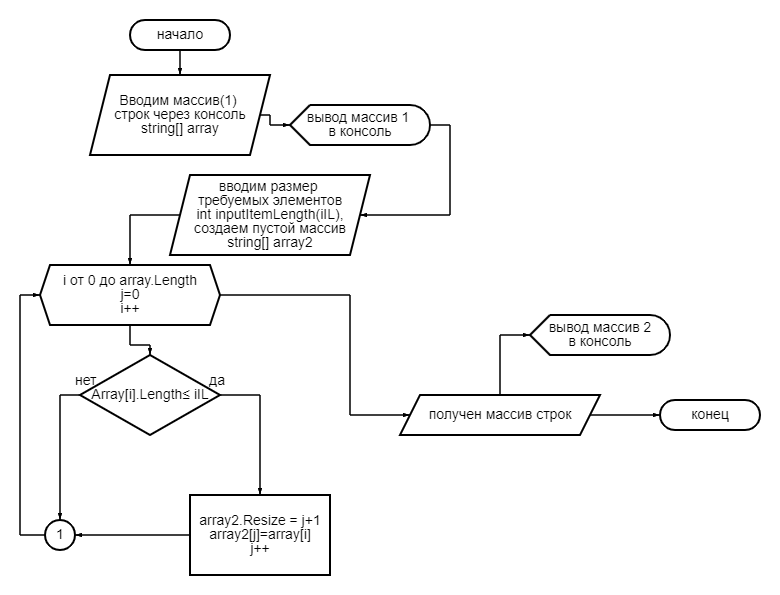 начало
Вводим массив(1)
строк через консоль
string[] array
вывод массив 1
в консоль
вводим размер
требуемых элементов
int inputItemLength(iIL),
создаем пустой массив
string[] array2
i от 0 до array.Length
j=0
i++
нет
да
Array[i].Length≤ iIL
вывод массив 2
в консоль
получен массив строк
конец
array2.Resize = j+1
array2[j]=array[i]
j++
1